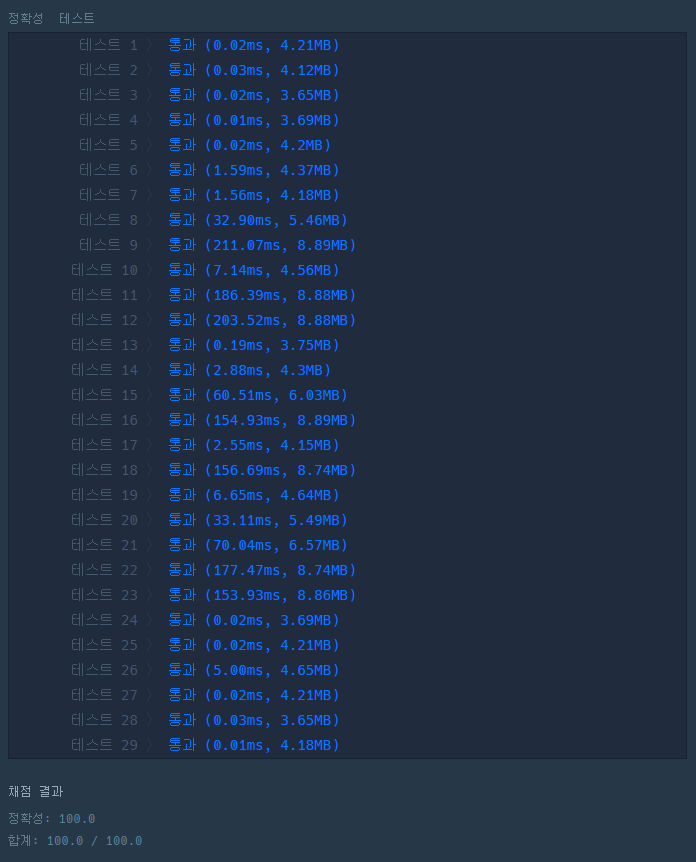 정확성  테스트
테스트 1 〉 통과 (0.02ms, 4.21MB)
테스트 2 〉 통과 (0.03ms, 4.12MB)
테스트 3 〉 통과 (0.02ms, 3.65MB)
테스트 4 〉 통과 (0.01ms, 3.69MB)
테스트 5 〉 통과 (0.02ms, 4.2MB)
테스트 6 〉 통과 (1.59ms, 4.37MB)
테스트 7 〉 통과 (1.56ms, 4.18MB)
테스트 8 〉 통과 (32.90ms, 5.46MB)
테스트 9 〉 통과 (211.07ms, 8.89MB)
테스트 10 〉 통과 (7.14ms, 4.56MB)
테스트 11 〉 통과 (186.39ms, 8.88MB)
테스트 12 〉 통과 (203.52ms, 8.88MB)
테스트 13 〉 통과 (0.19ms, 3.75MB)
테스트 14 〉 통과 (2.88ms, 4.3MB)
테스트 15 〉 통과 (60.51ms, 6.03MB)
테스트 16 〉 통과 (154.93ms, 8.89MB)
테스트 17 〉 통과 (2.55ms, 4.15MB)
테스트 18 〉 통과 (156.69ms, 8.74MB)
테스트 19 〉 통과 (6.65ms, 4.64MB)
테스트 20 〉 통과 (33.11ms, 5.49MB)
테스트 21 〉 통과 (70.04ms, 6.57MB)
테스트 22 〉 통과 (177.47ms, 8.74MB)
테스트 23 〉 통과 (153.93ms, 8.86MB)
테스트 24 〉 통과 (0.02ms, 3.69MB)
테스트 25 〉 통과 (0.02ms, 4.21MB)
테스트 26 〉 통과 (5.00ms, 4.65MB)
테스트 27 〉 통과 (0.02ms, 4.21MB)
테스트 28 〉 통과 (0.03ms, 3.65MB)
테스트 29 〉 통과 (0.01ms, 4.18MB)
채점 결과
정확성: 100.0
합계: 100.0 / 100.0